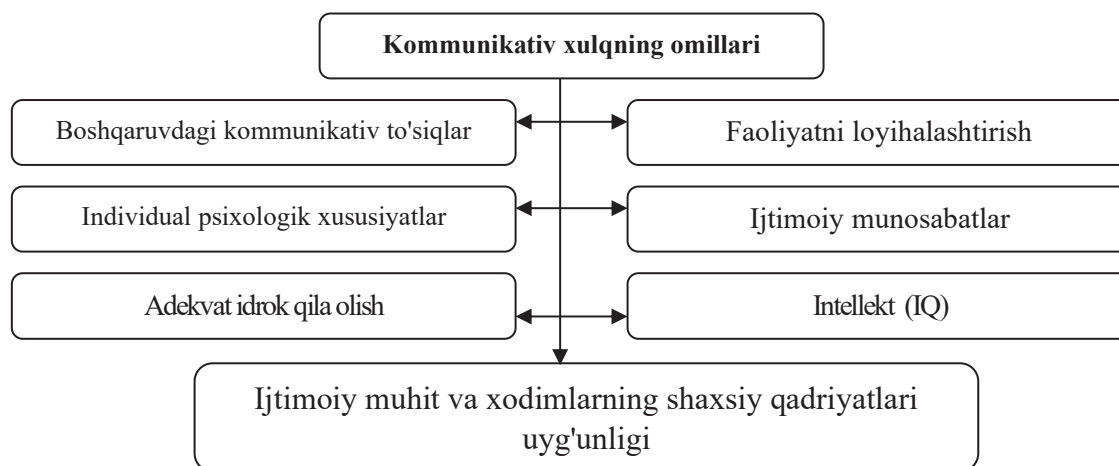 Kommunikativ xulqning omillari
Boshqaruvdagi kommunikativ to'siqlar
Faoliyatni loyihalashtirish
Individual psixologik xususiyatlar
Ijtimoiy munosabatlar
Adekvat idrok qila olish
Intellekt (IQ)
Ijtimoiy muhit va xodimlarning shaxsiy qadriyatlari
uyg'unligi